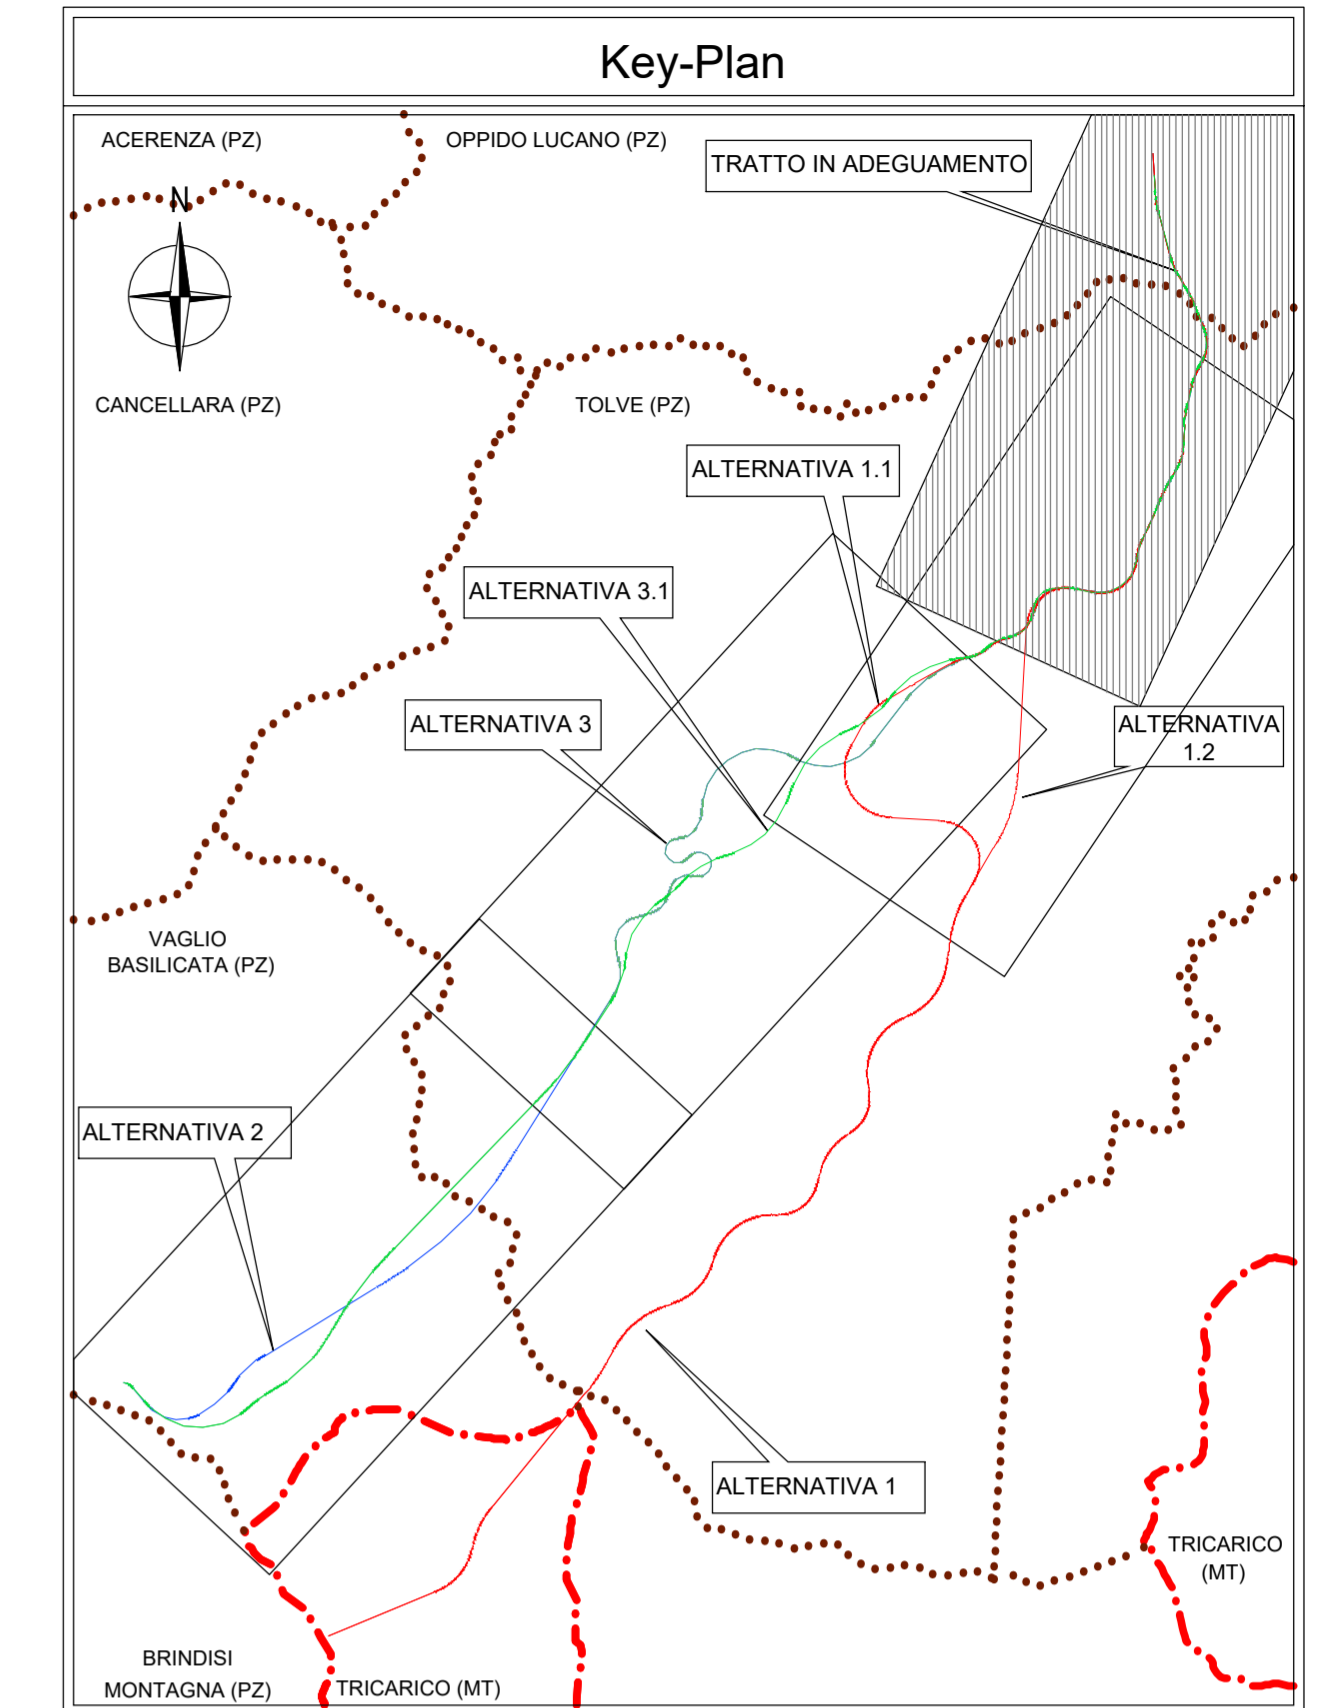 Key-Plan
ACERENZA (PZ)
OPPIDO LUCANO (PZ)
TRATTO IN ADEGUAMENTO
N
CANCELLARA (PZ)
TOLVE (PZ)
ALTERNATIVA 1.1
ALTERNATIVA 3.1
ALTERNATIVA 3
ALTERNATIVA
1.2
VAGLIO
BASILICATA (PZ)
ALTERNATIVA 2
ALTERNATIVA 1
TRICARICO
(MT)
BRINDISI
MONTAGNA (PZ)
TRICARICO (MT)